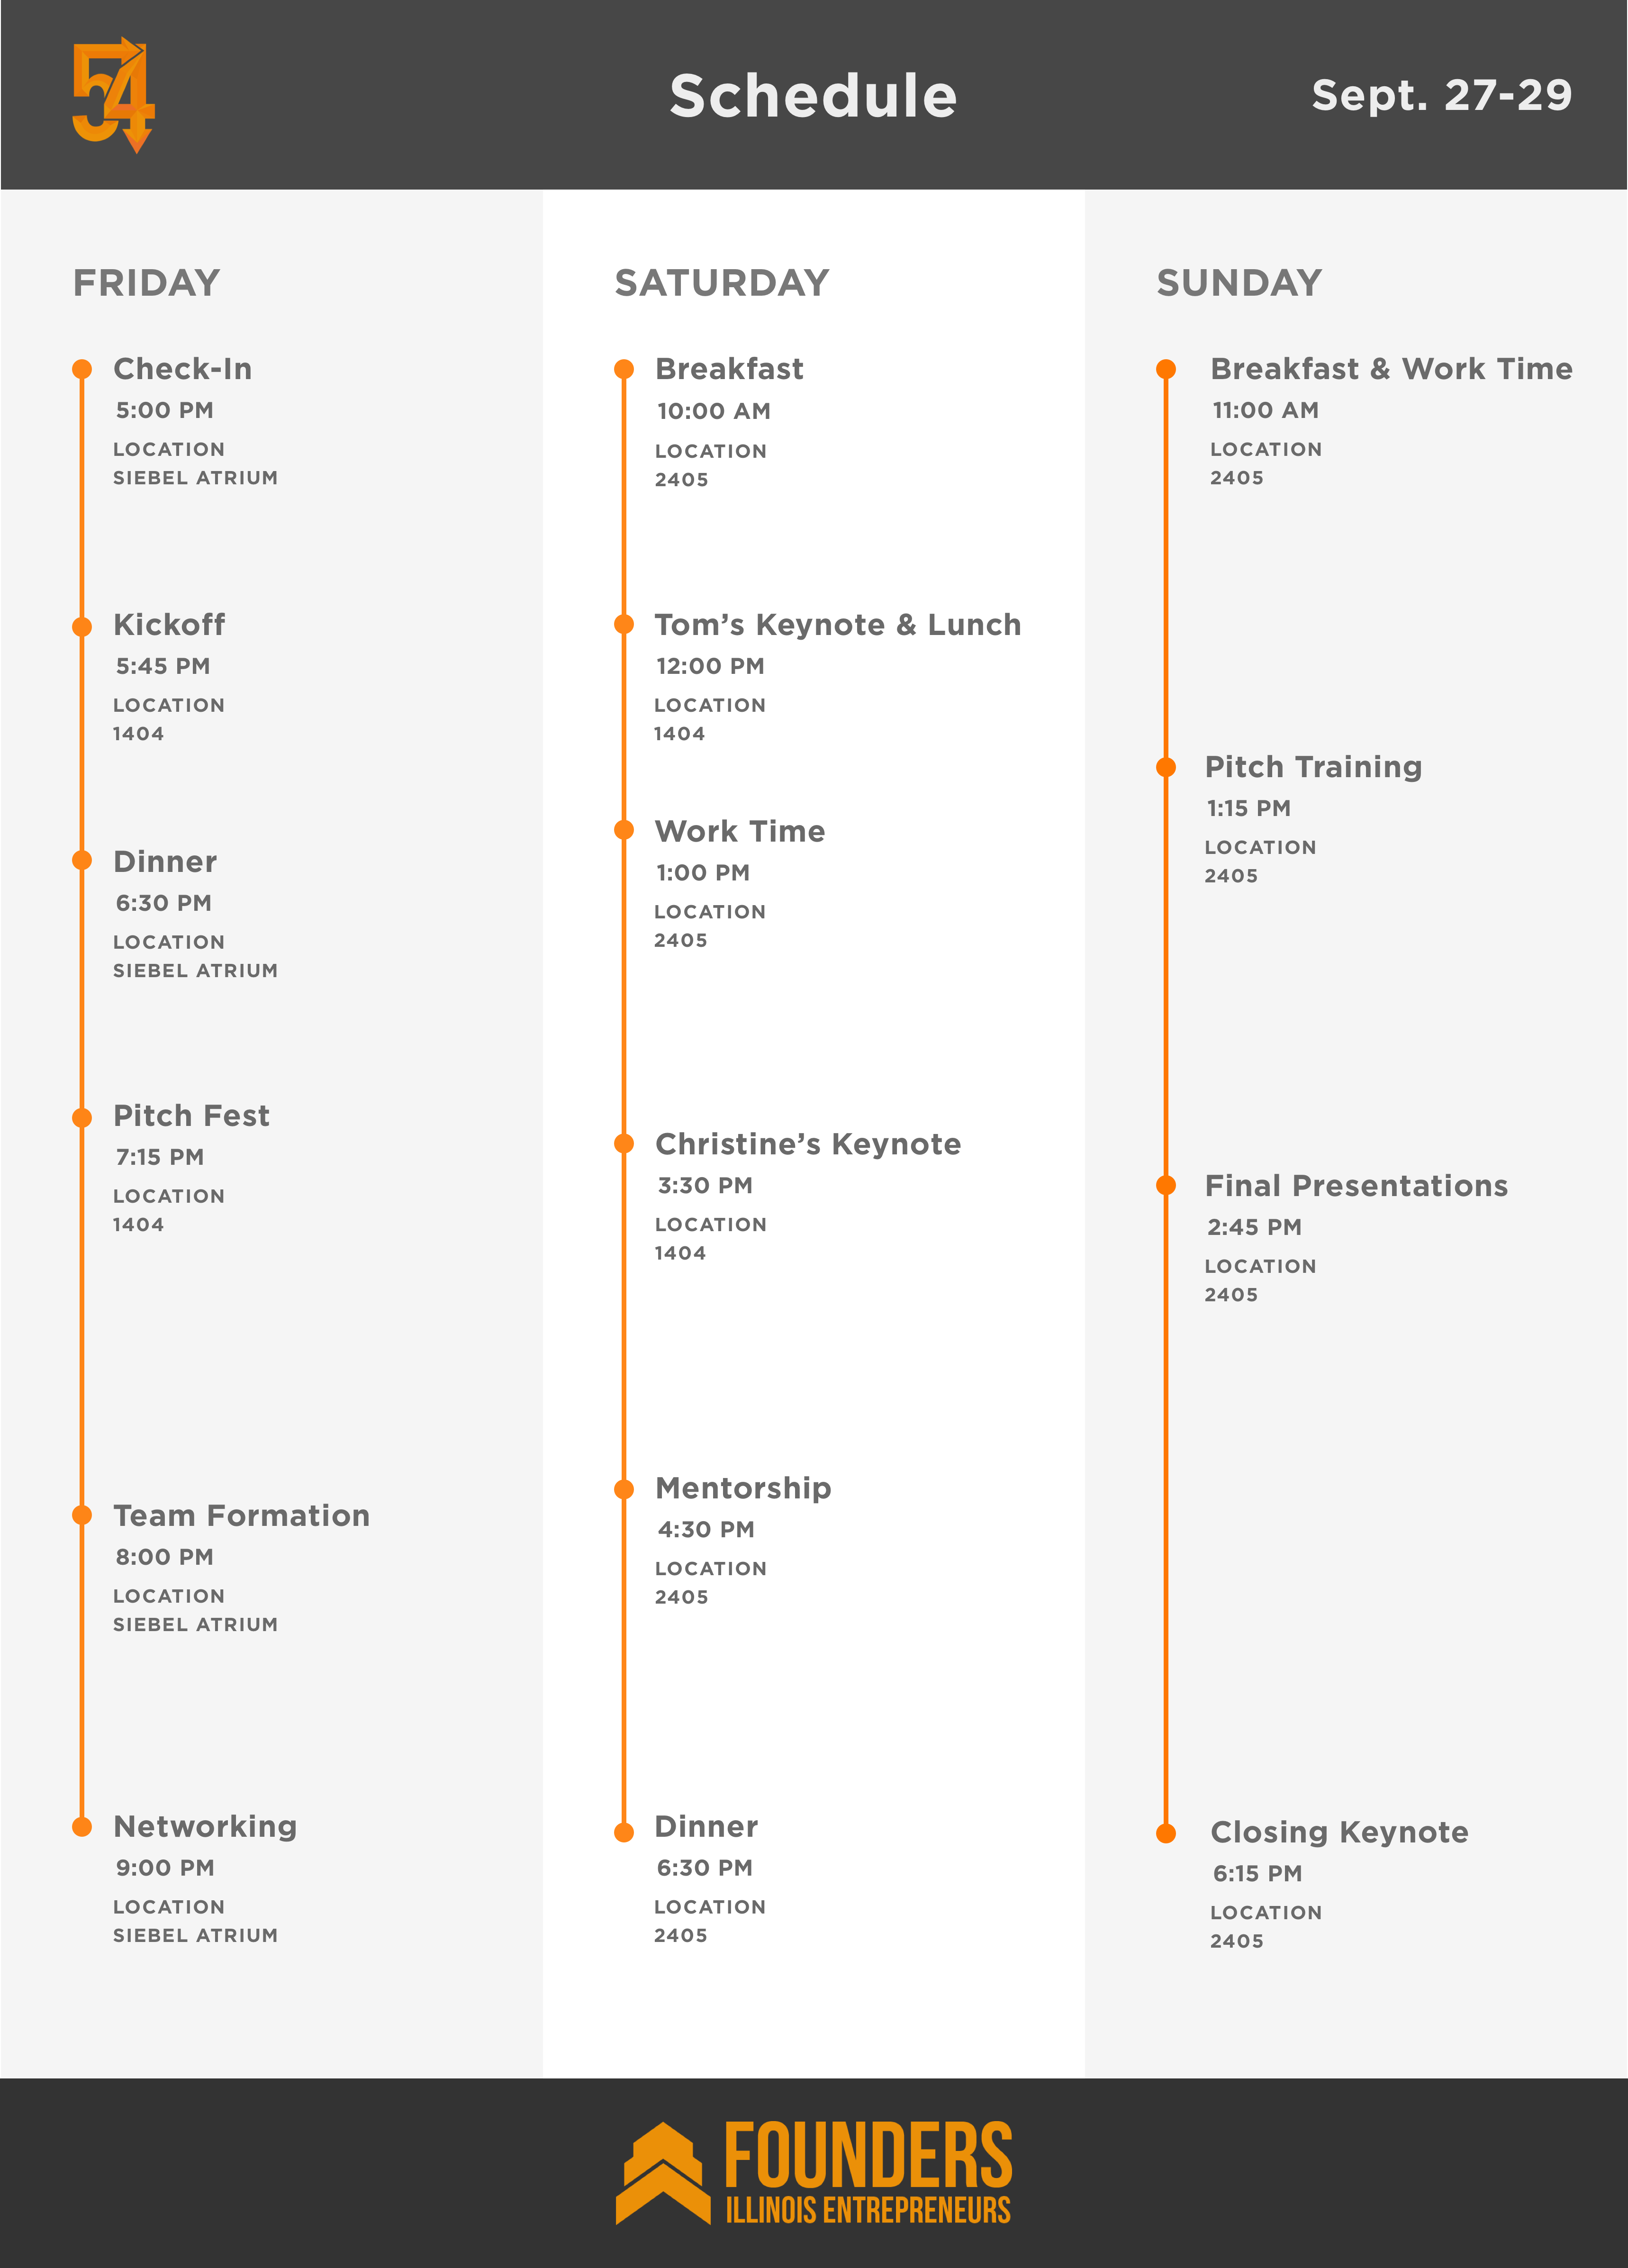 54
Schedule
Sept. 27-29
FRIDAY
Check-In
5:00 PM
LOCATION
SIEBEL ATRIUM
Kickoff
5:45 PM
LOCATION
1404
Dinner
6:30 PM
LOCATION
SIEBEL ATRIUM
Pitch Fest
7:15 PM
LOCATION
1404
Team Formation
8:00 PM
LOCATION
SIEBEL ATRIUM
Networking
9:00 PM
LOCATION
SIEBEL ATRIUM
SATURDAY
Breakfast
10:00 AM
LOCATION
2405
Tom’s Keynote & Lunch
12:00 PM
LOCATION
1404
Work Time
1:00 PM
LOCATION
2405
Christine’s Keynote
3:30 PM
LOCATION
1404
Mentorship
4:30 PM
LOCATION
2405
Dinner
6:30 PM
LOCATION
2405
SUNDAY
Breakfast & Work Time
11:00 AM
LOCATION
2405
Pitch Training
1:15 PM
LOCATION
2405
Final Presentations
2:45 PM
LOCATION
2405
Closing Keynote
6:15 PM
LOCATION
2405
FOUNDERS
ILLINOIS ENTREPRENEURS